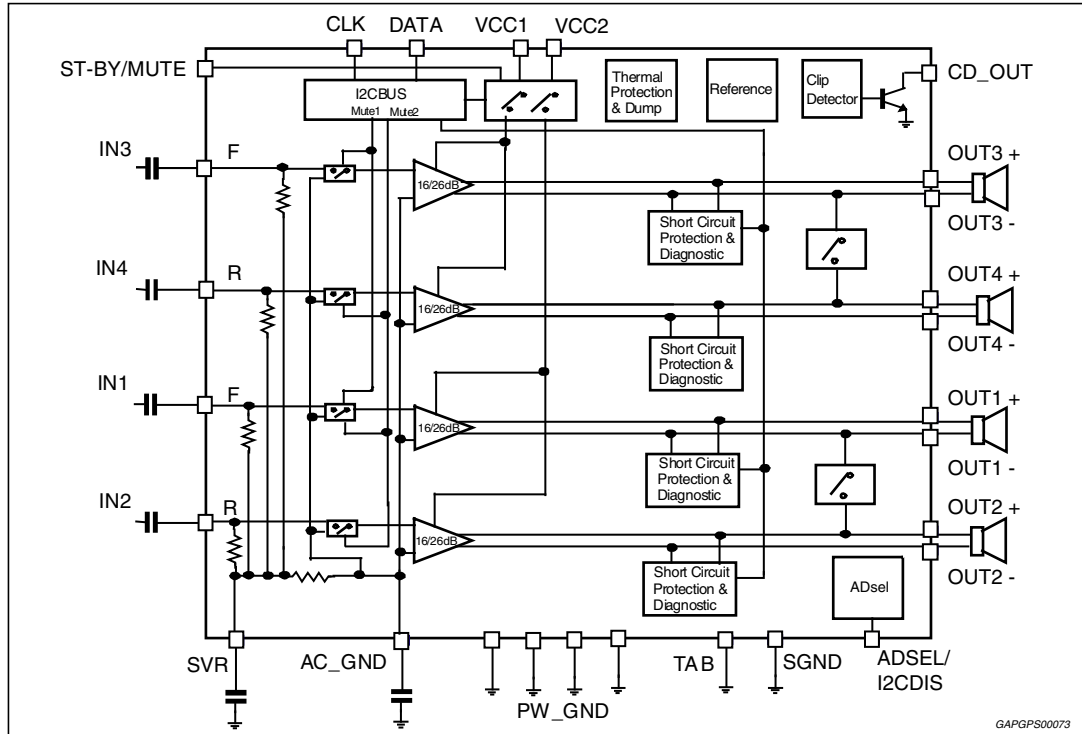 CLK
DATA
VCC1
VCC2
ST-BY/MUTE
I2CBUS
Mute1
Mute2
Thermal
Protection
& Dump
Reference
Clip
Detector
CD_OUT
IN3
F
16/26dB
OUT3 +
Short Circuit
Protection &
Diagnostic
OUT3 -
IN4
R
16/26dB
OUT4 +
Short Circuit
Protection &
Diagnostic
OUT4 -
IN1
F
16/26dB
OUT1 +
Short Circuit
Protection &
Diagnostic
OUT1 -
IN2
R
16/26dB
OUT2 +
Short Circuit
Protection &
Diagnostic
OUT2 -
ADsel
SVR
AC_GND
PW_GND
TAB
SGND
ADSEL/
I2CDIS
GAPGPS00073